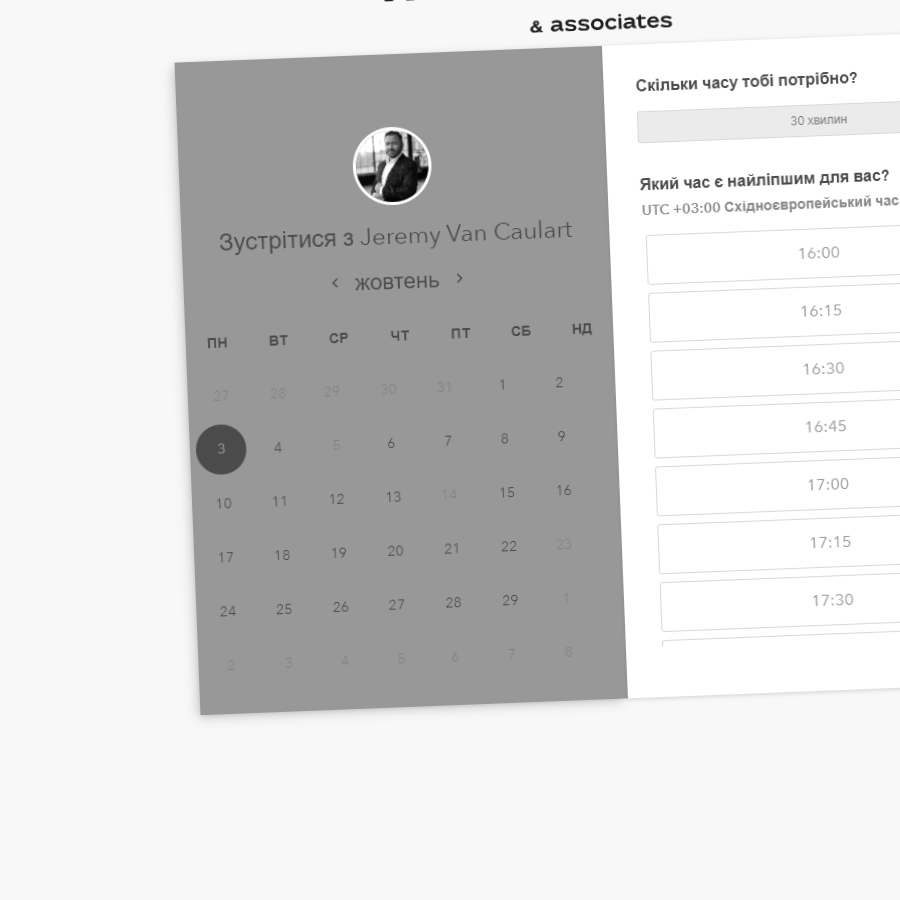 & associates
Зустрітися з Jeremy Van Caulart
жовтень
ПН ВТ СР ЧТ ПТ СБ НД
27 28 29 30 31 1 2
3 4 5 6 7 8 9
10 11 12 13 14 15 16
17 18 19 20 21 22 23
24 25 26 27 28 29 1
2 3 4 5 6 7 8
Скільки часу тобі потрібно?
30 хвилин
Який час є найліпшим для вас?
UTC +03:00 Східноєвропейський час
16:00
16:15
16:30
16:45
17:00
17:15
17:30